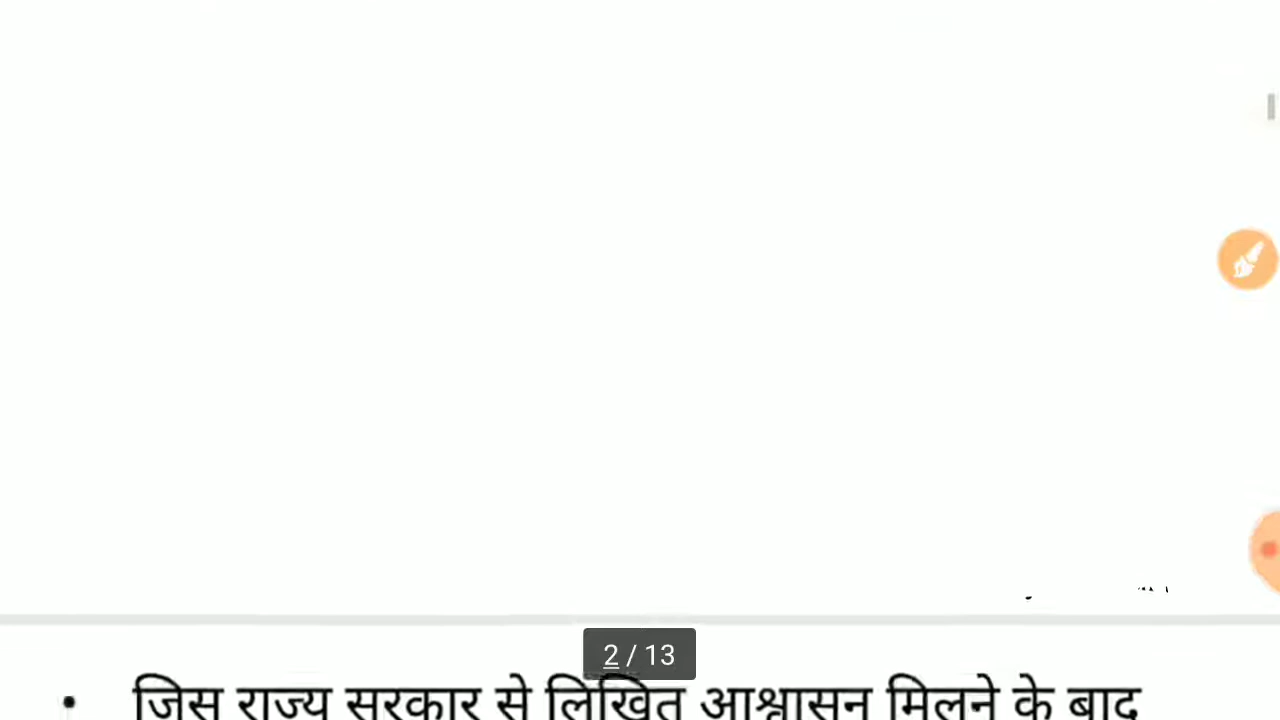 2 / 13
• जिस राज्य सरकार से लिखित आश्वासन मिलने के बाद